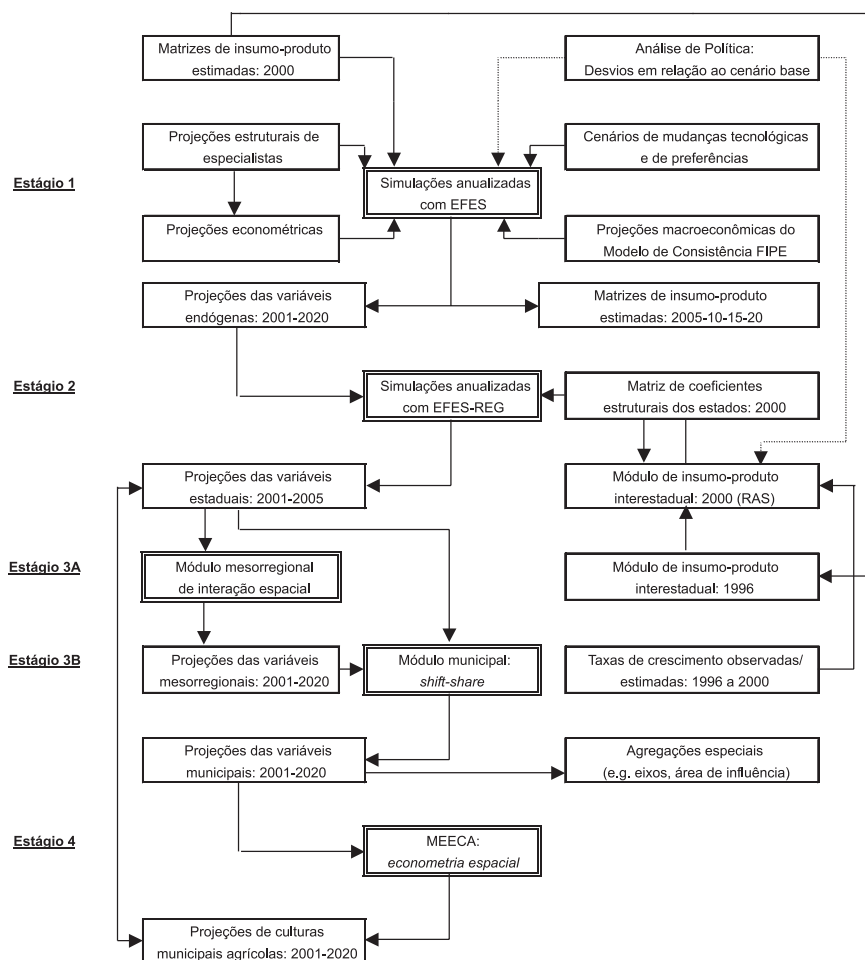 Matrizes de insumo-produto
estimadas: 2000
Análise de Política:
Desvios em relação ao cenário base
Projeções estruturais de
especialistas
Cenários de mudanças tecnológicas
e de preferências
Estágio 1
Simulações anualizadas
com EFES
Projeções econométricas
Projeções macroeconômicas do
Modelo de Consistência FIPE
Projeções das variáveis
endógenas: 2001-2020
Matrizes de insumo-produto
estimadas: 2005-10-15-20
Estágio 2
Simulações anualizadas
com EFES-REG
Matriz de coeficientes
estruturais dos estados: 2000
Projeções das variáveis
estaduais: 2001-2005
Módulo de insumo-produto
interestadual: 2000 (RAS)
Estágio 3A
Módulo mesorregional
de interação espacial
Módulo de insumo-produto
interestadual: 1996
Estágio 3B
Projeções das variáveis
mesorregionais: 2001-2020
Módulo municipal:
shift-share
Taxas de crescimento observadas/
estimadas: 1996 a 2000
Projeções das variáveis
municipais: 2001-2020
Agregações especiais
(e.g. eixos, área de influência)
Estágio 4
MEECA:
econometria espacial
Projeções de culturas
municipais agrícolas: 2001-2020